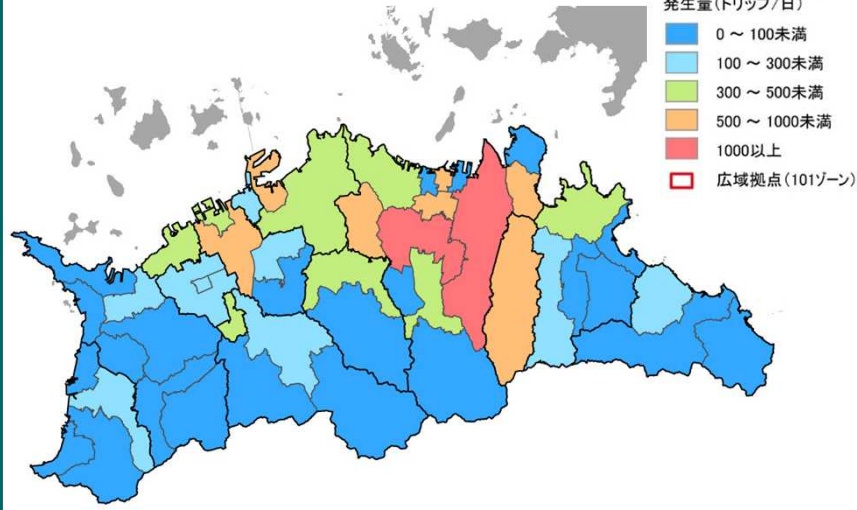 発生量(トリップ/日)
0 ~ 100未満
100 ~ 300未満
300 ~ 500未満
500 ~ 1000未満
1000以上
広域拠点(101ゾーン)